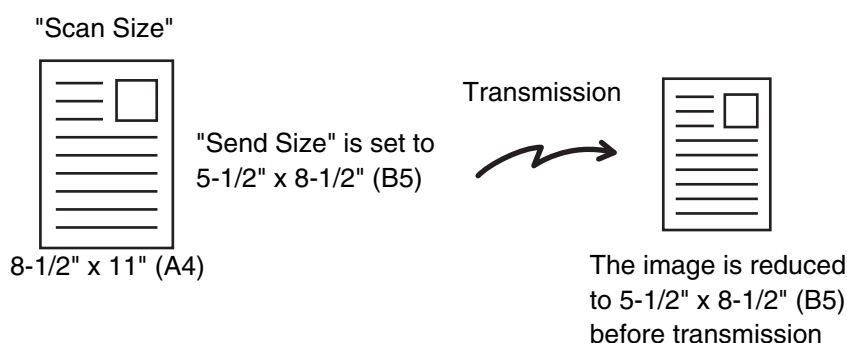 "Scan Size"
8-1/2" x 11" (A4)
"Send Size" is set to
5-1/2" x 8-1/2" (B5)
Transmission
The image is reduced
to 5-1/2" x 8-1/2" (B5)
before transmission